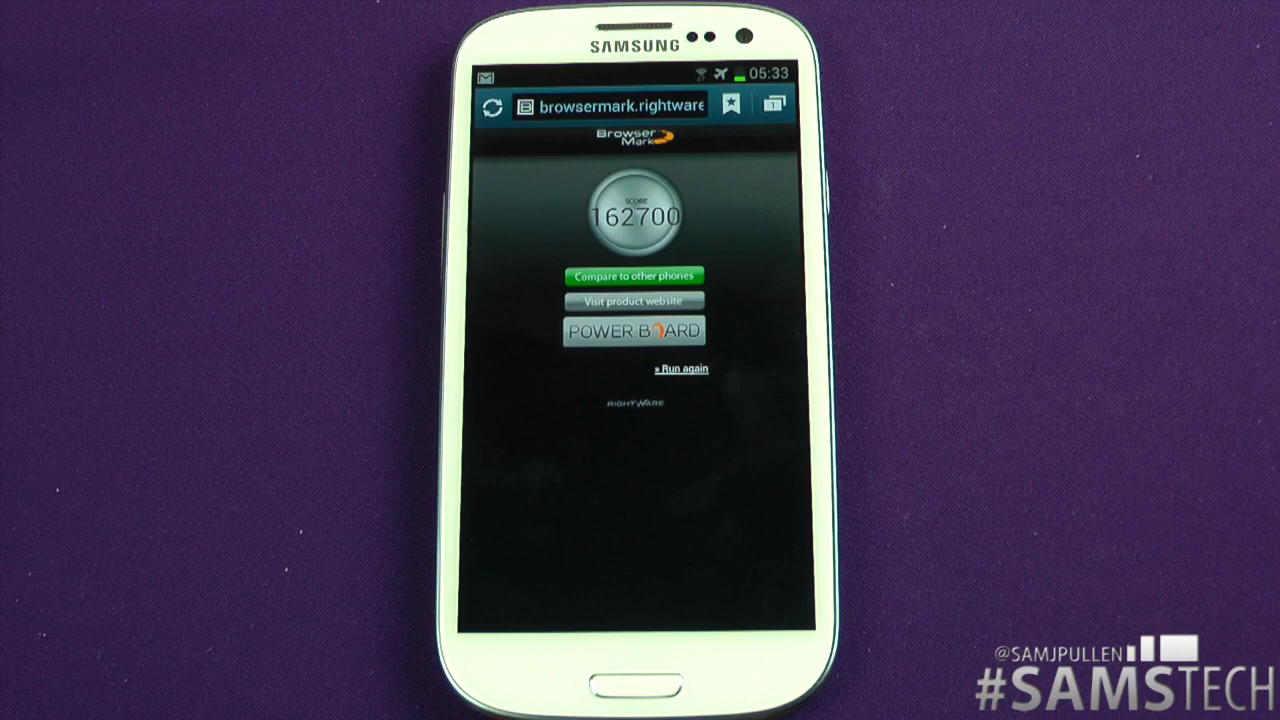 SAMSUNG
05:33
browsermark.rightware
1
Browser
Mark
SCORE
162700
Compare to other phones
Visit product website
POWER BOARD
» Run again
RIGHTWARE
@SAMJPULLEN
#SAMSTECH